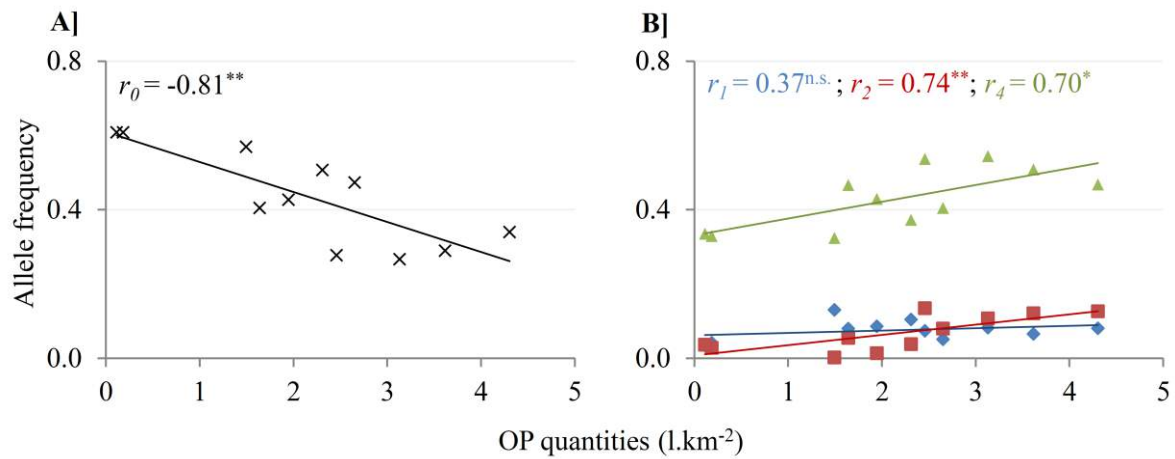 A]
B]
0.8
r₀ = -0.81**
0.8
r₁ = 0.37ⁿ·ˢ· ; r₂ = 0.74**; r₄ = 0.70*
Allele frequency
0.4
0.4
0.0
0.0
0 1 2 3 4 5
0 1 2 3 4 5
OP quantities (l.km⁻²)